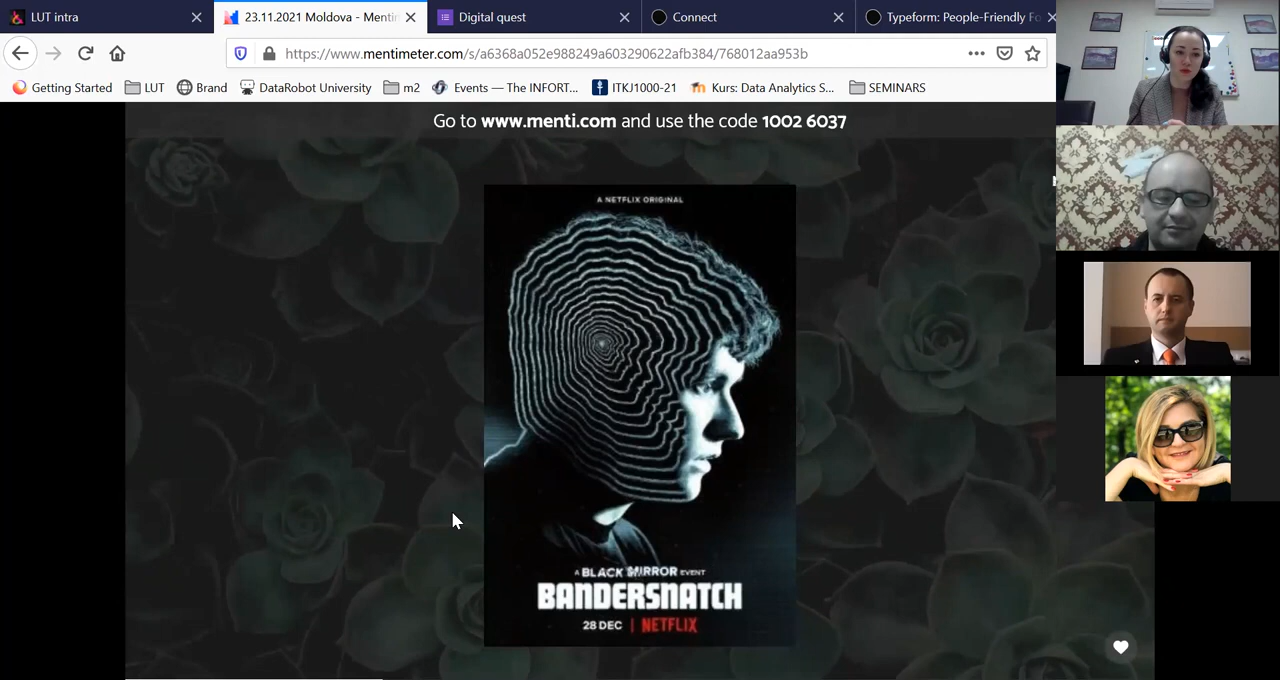 LUT intra
23.11.2021 Moldova - Mentin
Digital quest
Connect
Typeform: People-Friendly Fo
https://www.mentimeter.com/s/a6368a052e988249a603290622afb384/768012aa953b
Getting Started
LUT
Brand
DataRobot University
m2
Events — The INFORT...
ITKJ1000-21
Kurs: Data Analytics S...
SEMINARS
Go to www.menti.com and use the code 1002 6037
A NETFLIX ORIGINAL
A BLACK MIRROR EVENT
BANDERSNATCH
28 DEC | NETFLIX